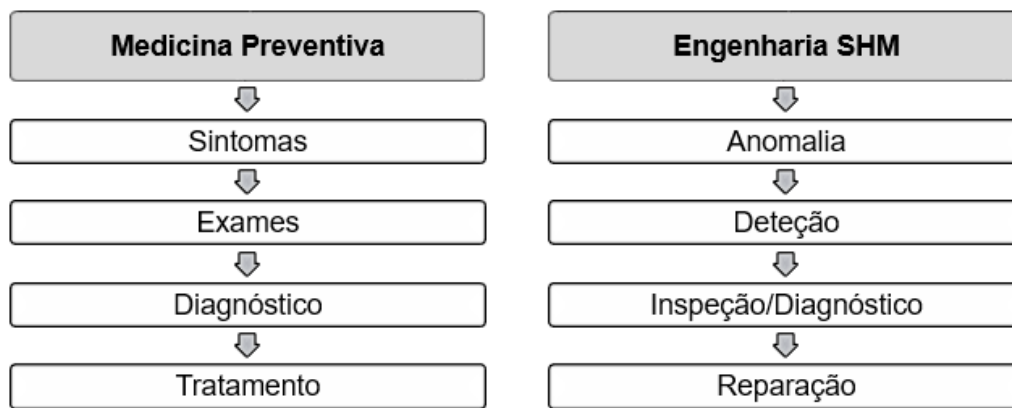 Medicina Preventiva
Sintomas
Exames
Diagnóstico
Tratamento
Engenharia SHM
Anomalia
Deteção
Inspeção/Diagnóstico
Reparação